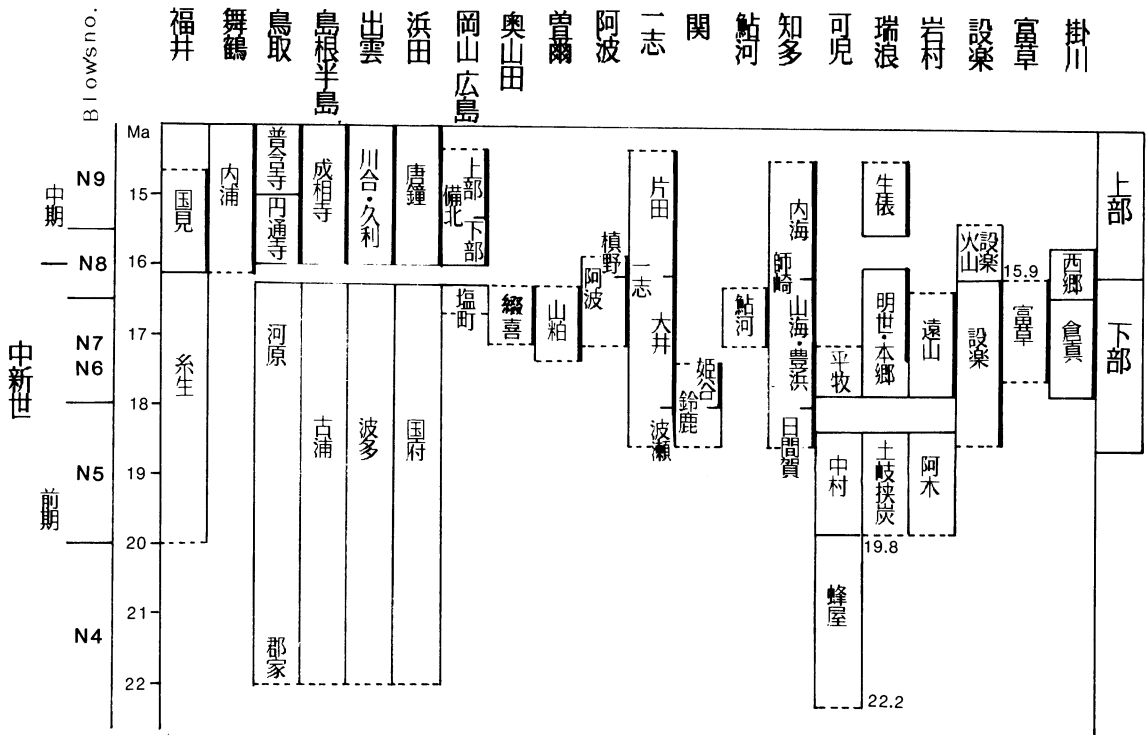 Blow'sno.
福井
舞鶴
鳥取
島根半島
出雲
浜田
岡山・広島
奥山田
曽爾
阿波
一志
関
鮎河
知多
可児
瑞浪
岩村
設楽
富草
掛川
Ma
15
16
17
18
19
20
21
22
中新世
中期
前期
N9
N8
N7
N6
N5
N4
国見
糸生
内浦
普含寺
円通寺
河原
郡家
成相寺
古浦
川合・久利
波多
唐鐘
国府
備北
上部
下部
塩町
綴喜
山粕
槙野
阿波
片田
一志
大井
波瀬
姫谷
鈴鹿
鮎河
内海
師崎
山海・豊浜
日間賀
平牧
中村
蜂屋
22.2
生俵
明世・本郷
土岐挟炭
19.8
遠山
阿木
設楽
火山
設楽
15.9
富草
西郷
倉真
上部
下部